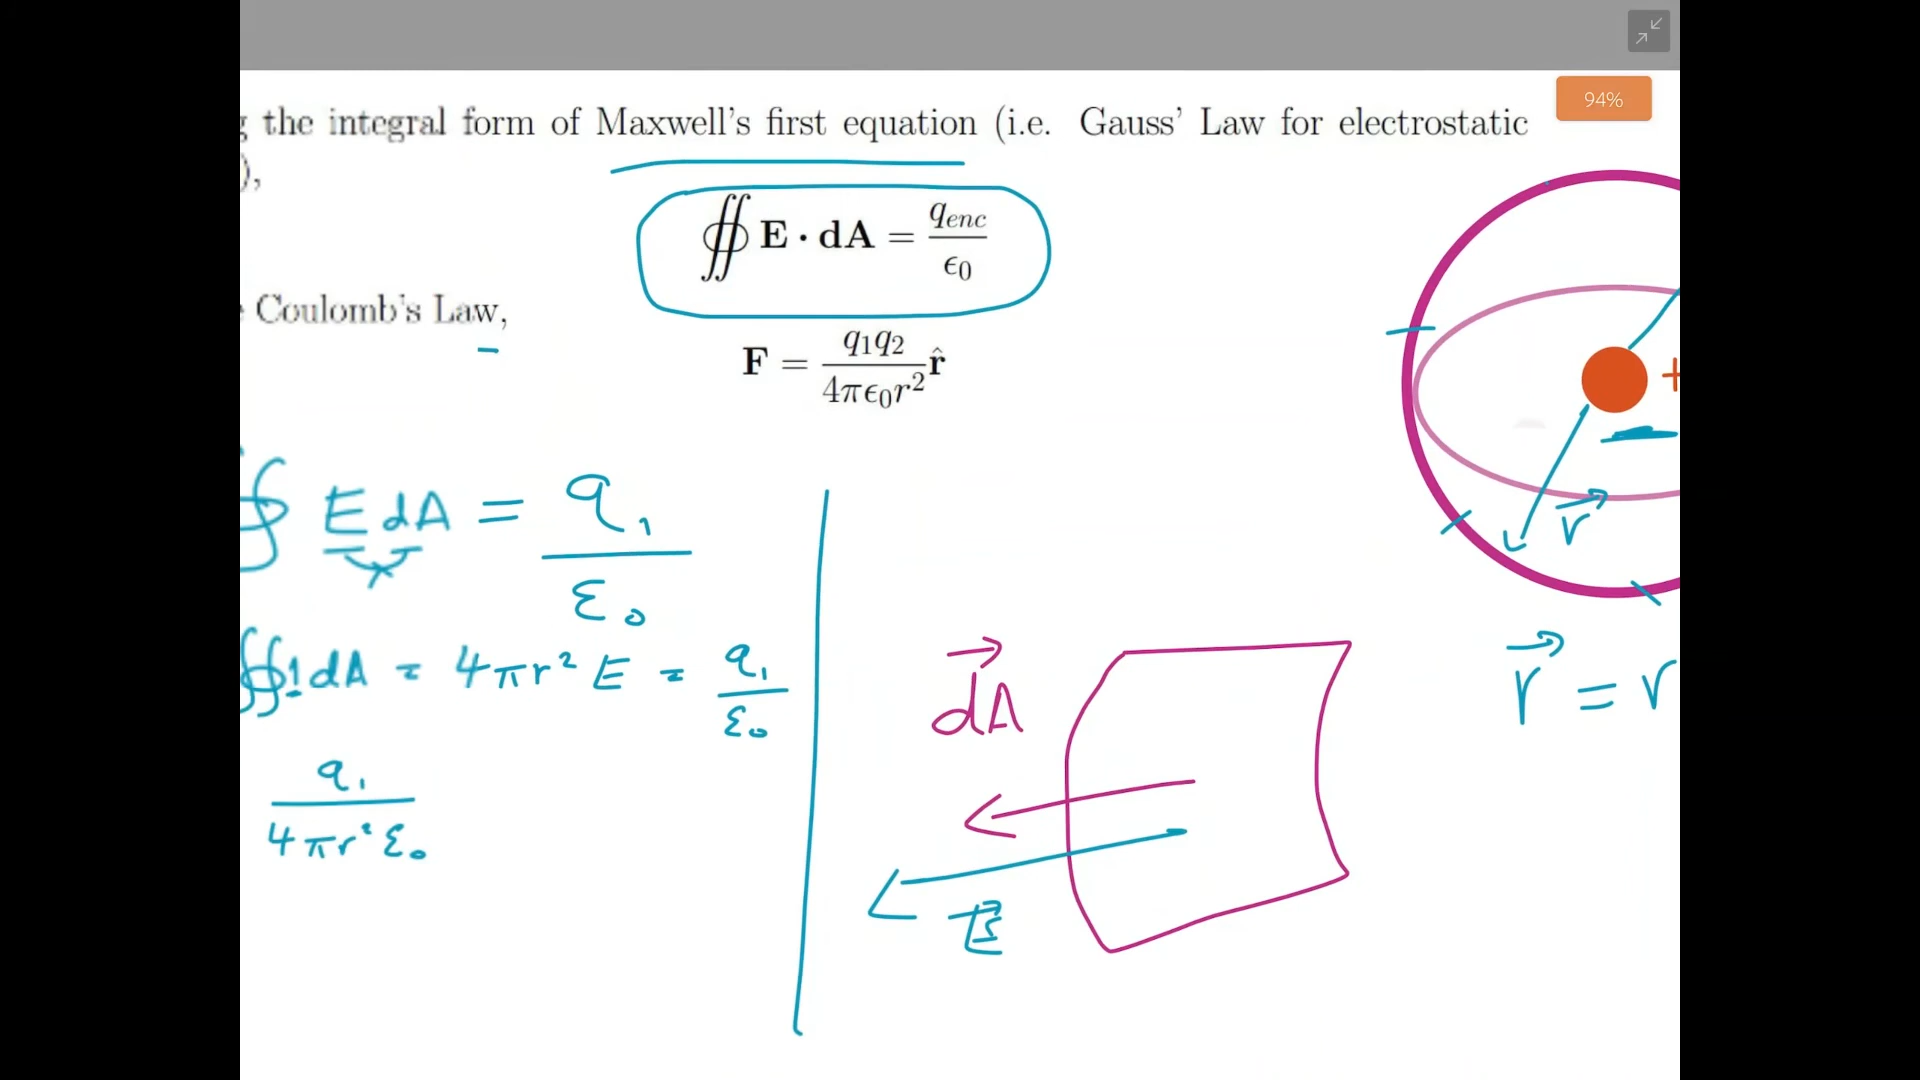 94%
the integral form of Maxwell's first equation (i.e. Gauss' Law for electrostatic
),
∯ E · dA = q_enc / ϵ₀
Coulomb's Law,
F = q₁q₂ / 4πϵ₀r² r̂
+
∮ E dA = q₁ / ε₀
r⃗
∯ 1 dA = 4πr² E = q₁ / ε₀
dA⃗
r⃗ = r
q₁ / 4πr²ε₀
E⃗